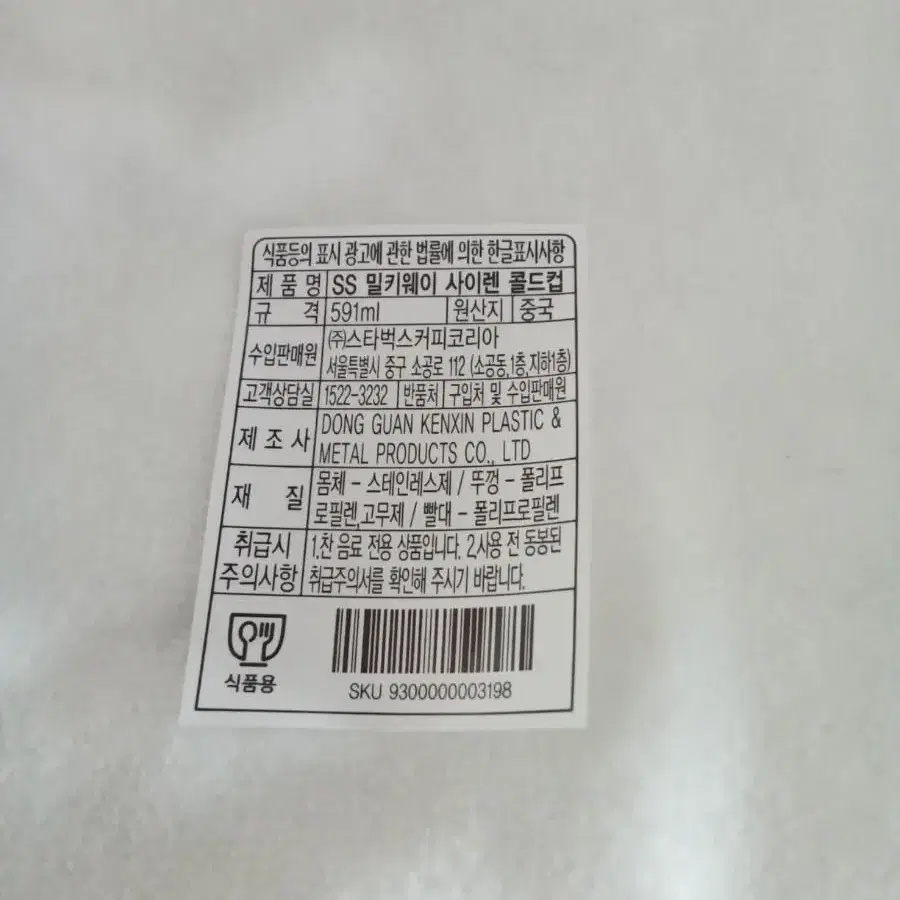 식품등의 표시 광고에 관한 법률에 의한 한글표시사항
제 품 명 SS 밀키웨이 사이렌 콜드컵
규 격 591ml 원산지 중국
수입판매원 ㈜스타벅스커피코리아
서울특별시 중구 소공로 112 (소공동,1층,지하1층)
고객상담실 1522-3232 반품처 구입처 및 수입판매원
제 조 사 DONG GUAN KENXIN PLASTIC &
METAL PRODUCTS CO., LTD
재 질 몸체 - 스테인레스제 / 뚜껑 - 폴리프
로필렌,고무제 / 빨대 - 폴리프로필렌
취급시 1.찬 음료 전용 상품입니다. 2.사용 전 동봉된
주의사항 취급주의서를 확인해 주시기 바랍니다.
식품용
SKU 9300000003198